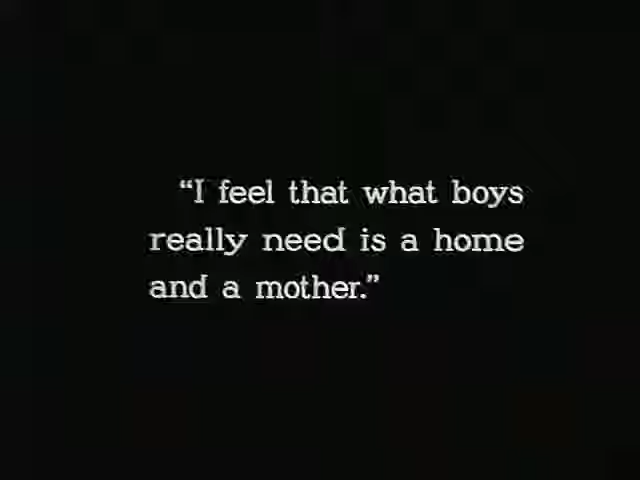 “I feel that what boys
really need is a home
and a mother.”